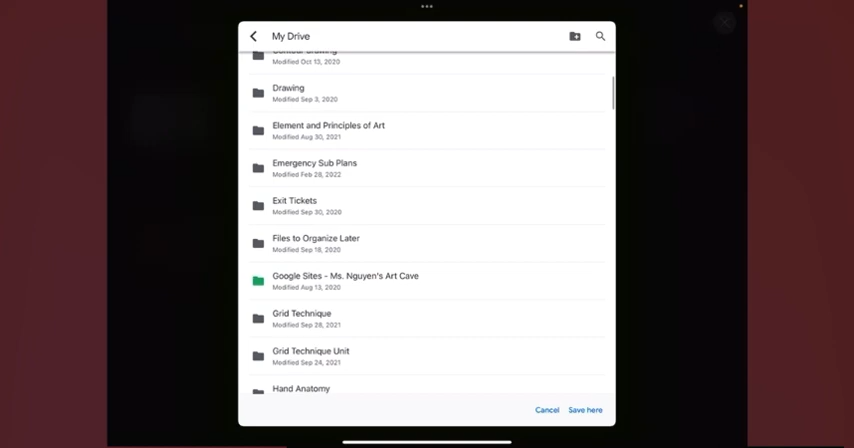 My Drive
Contour Drawing
Modified Oct 13, 2020
Drawing
Modified Sep 3, 2020
Element and Principles of Art
Modified Aug 30, 2021
Emergency Sub Plans
Modified Feb 28, 2022
Exit Tickets
Modified Sep 30, 2020
Files to Organize Later
Modified Sep 18, 2020
Google Sites - Ms. Nguyen's Art Cave
Modified Aug 13, 2020
Grid Technique
Modified Sep 28, 2021
Grid Technique Unit
Modified Sep 24, 2021
Hand Anatomy
Cancel Save here